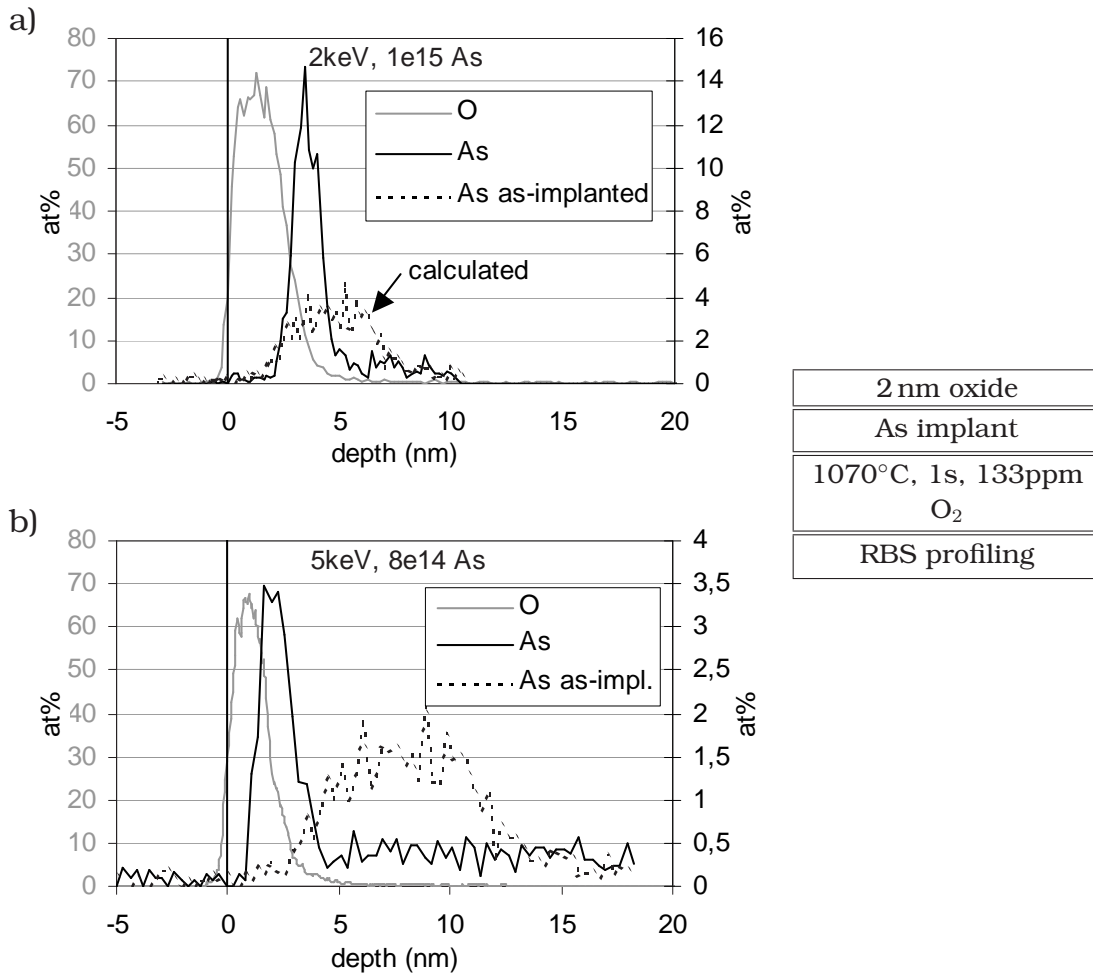 a)
80
70
60
50
40
30
20
10
0
at%
2keV, 1e15 As
O
As
As as-implanted
calculated
16
14
12
10
8
6
4
2
0
at%
-5 0 5 10 15 20
depth (nm)
2 nm oxide
As implant
1070°C, 1s, 133ppm
O₂
RBS profiling
b)
80
70
60
50
40
30
20
10
0
at%
5keV, 8e14 As
O
As
As as-impl.
4
3,5
3
2,5
2
1,5
1
0,5
0
at%
-5 0 5 10 15 20
depth (nm)